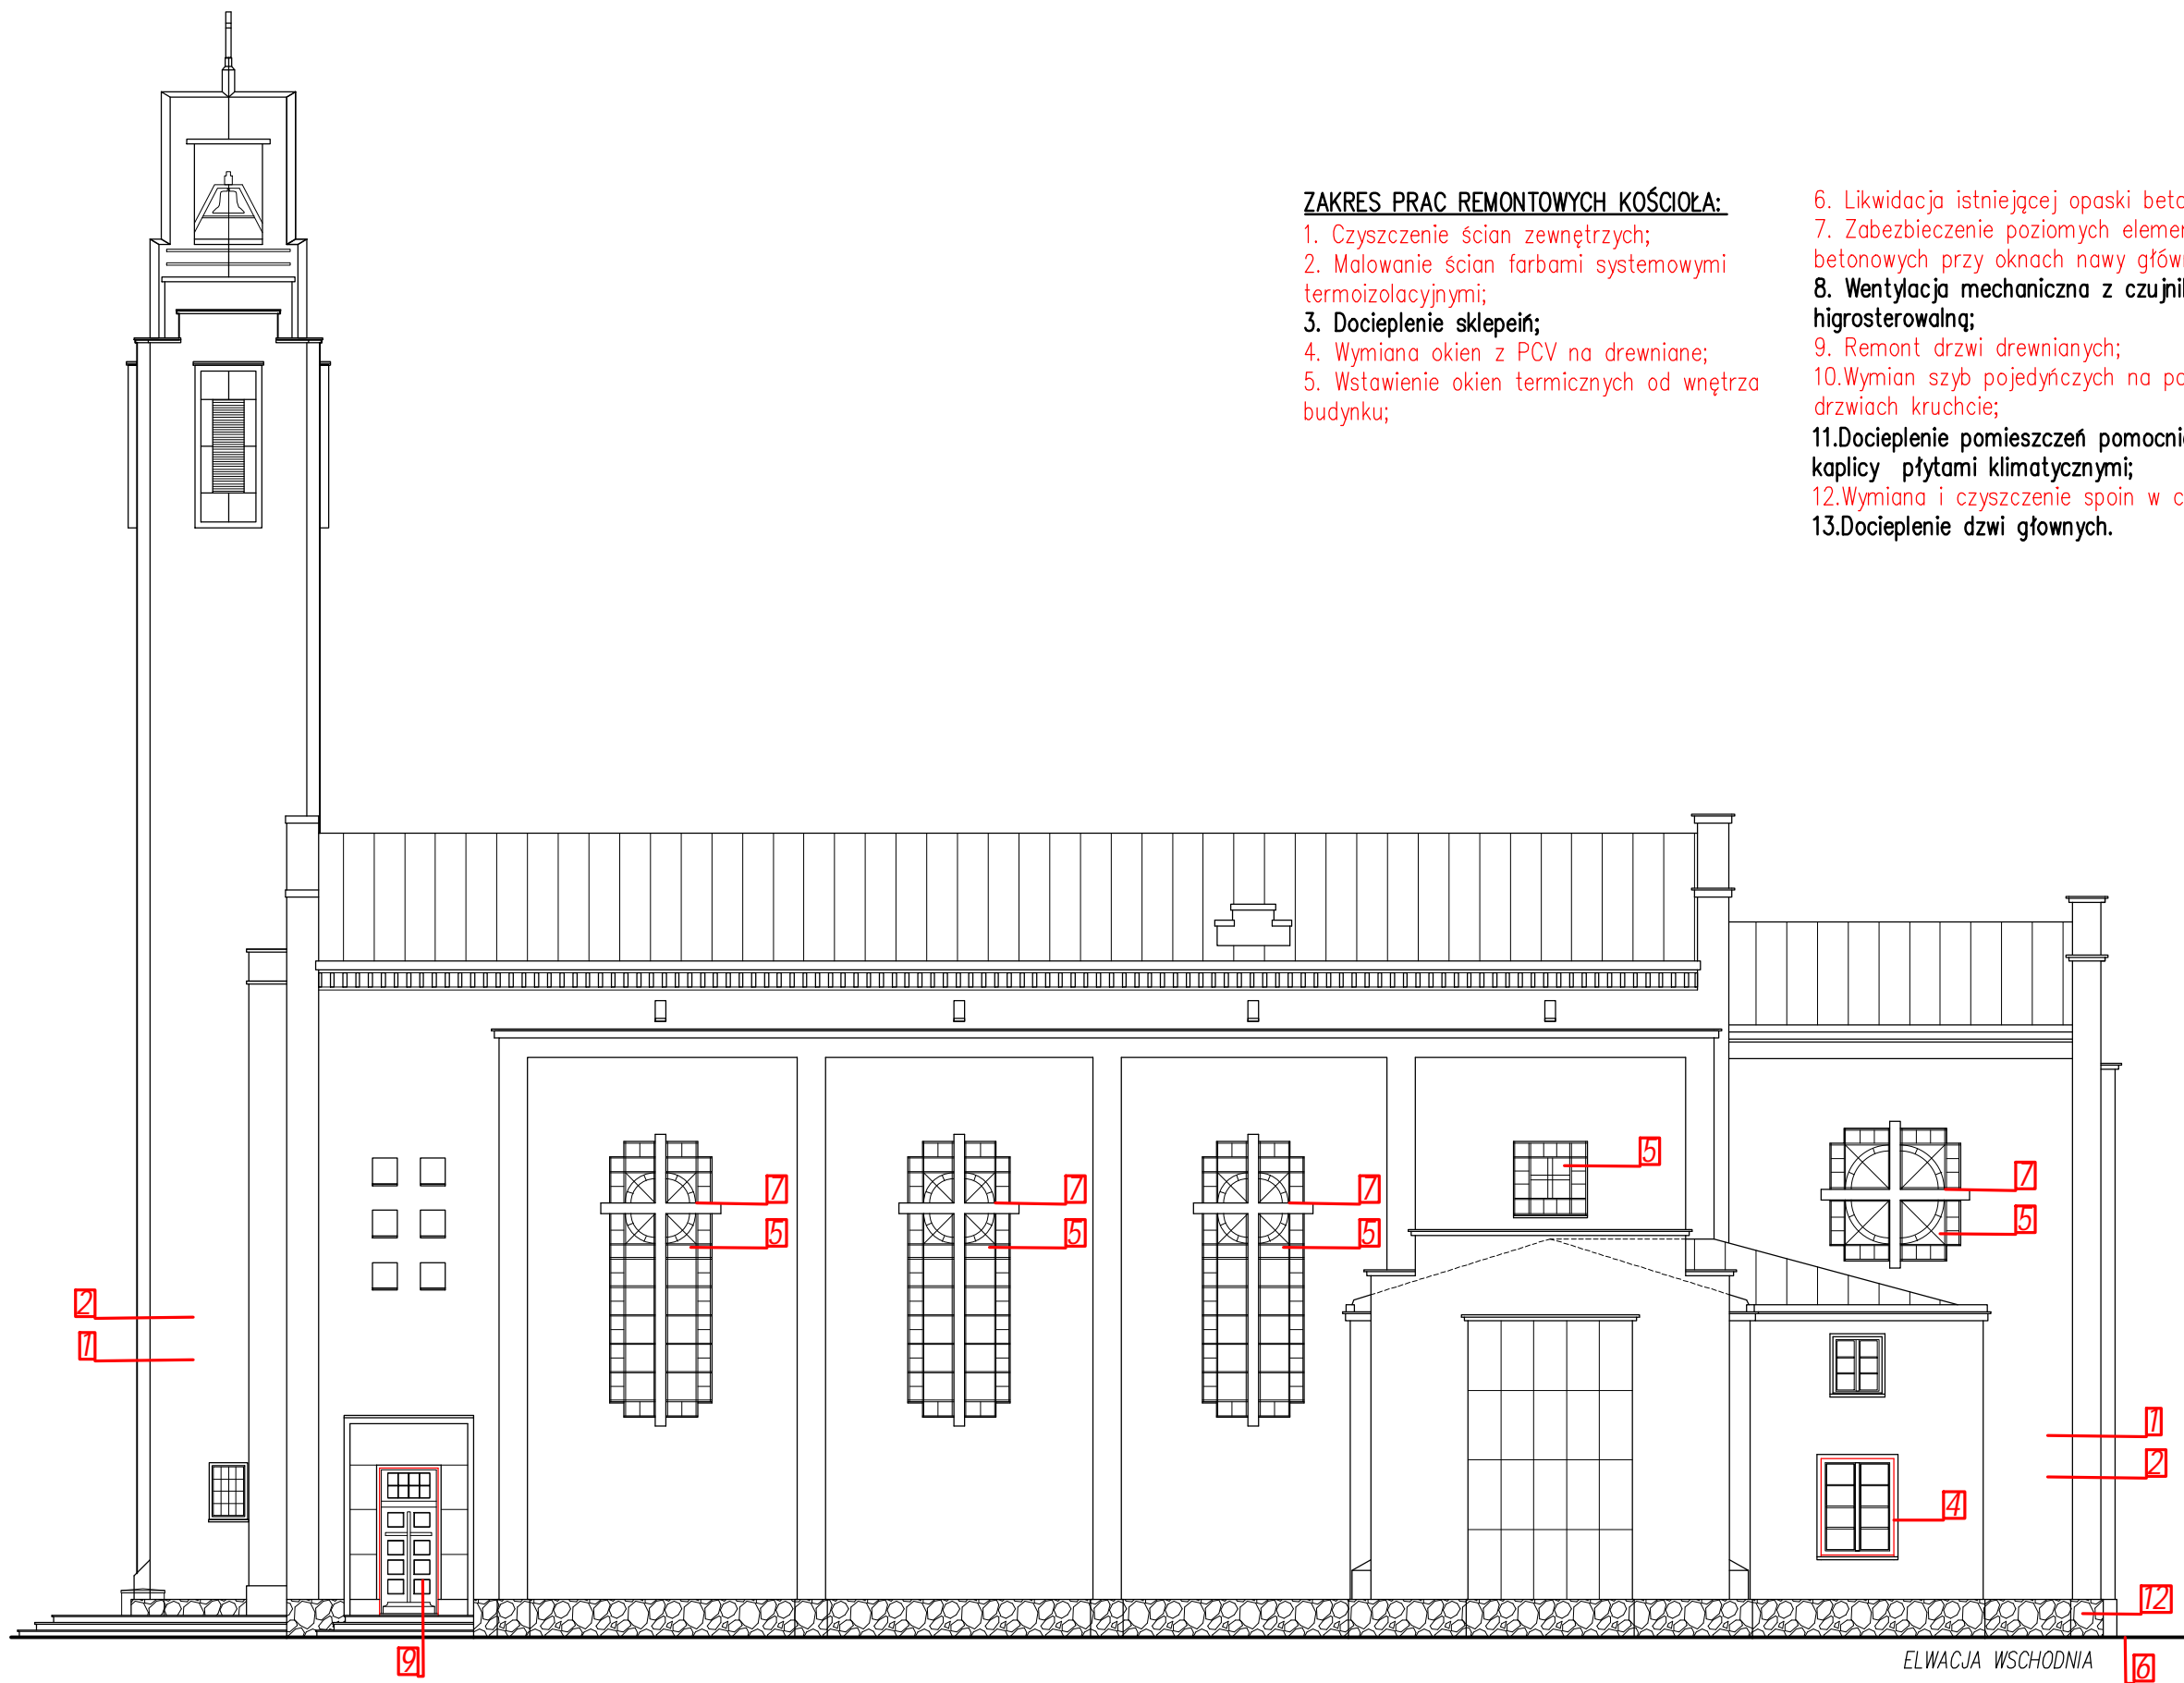 ZAKRES PRAC REMONTOWYCH KOŚCIOŁA:
1. Czyszczenie ścian zewnętrzych;
2. Malowanie ścian farbami systemowymi
termoizolacyjnymi;
3. Docieplenie sklepeiń;
4. Wymiana okien z PCV na drewniane;
5. Wstawienie okien termicznych od wnętrza
budynku;
6. Likwidacja istniejącej opaski
7. Zabezbieczenie poziomych
betonowych przy oknach nawy
8. Wentylacja mechaniczna z
higrosterowalną;
9. Remont drzwi drewnianych;
10.Wymian szyb pojedyńczych na
drzwiach kruchcie;
11.Docieplenie pomieszczeń
kaplicy płytami klimatycznymi;
12.Wymiana i czyszczenie spoin w
13.Docieplenie dzwi głownych.
5
7
7
7
7
5
5
5
5
2
1
1
2
4
12
9
ELWACJA WSCHODNIA
6